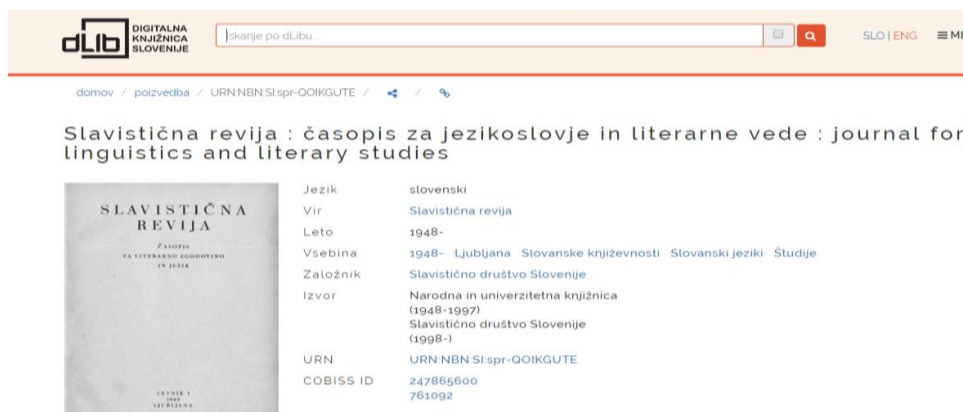 dLib DIGITALNA
KNJIŽNICA
SLOVENIJE
Iskanje po dLibu...
SLO | ENG
domov / poizvedba / URN:NBN:SI:spr-QOIKGUTE /
Slavistična revija : časopis za jezikoslovje in literarne vede : journal for
linguistics and literary studies
SLAVISTIČNA
REVIJA
ČASOPIS
ZA LITERARNO ZGODOVINO
IN JEZIK
LETNIK I
1948
LJUBLJANA
Jezik slovenski
Vir Slavistična revija
Leto 1948-
Vsebina 1948- Ljubljana Slovanske književnosti Slovanski jeziki Študije
Založnik Slavistično društvo Slovenije
Izvor Narodna in univerzitetna knjižnica
(1948-1997)
Slavistično društvo Slovenije
(1998-)
URN URN:NBN:SI:spr-QOIKGUTE
COBISS ID 247865600
761092